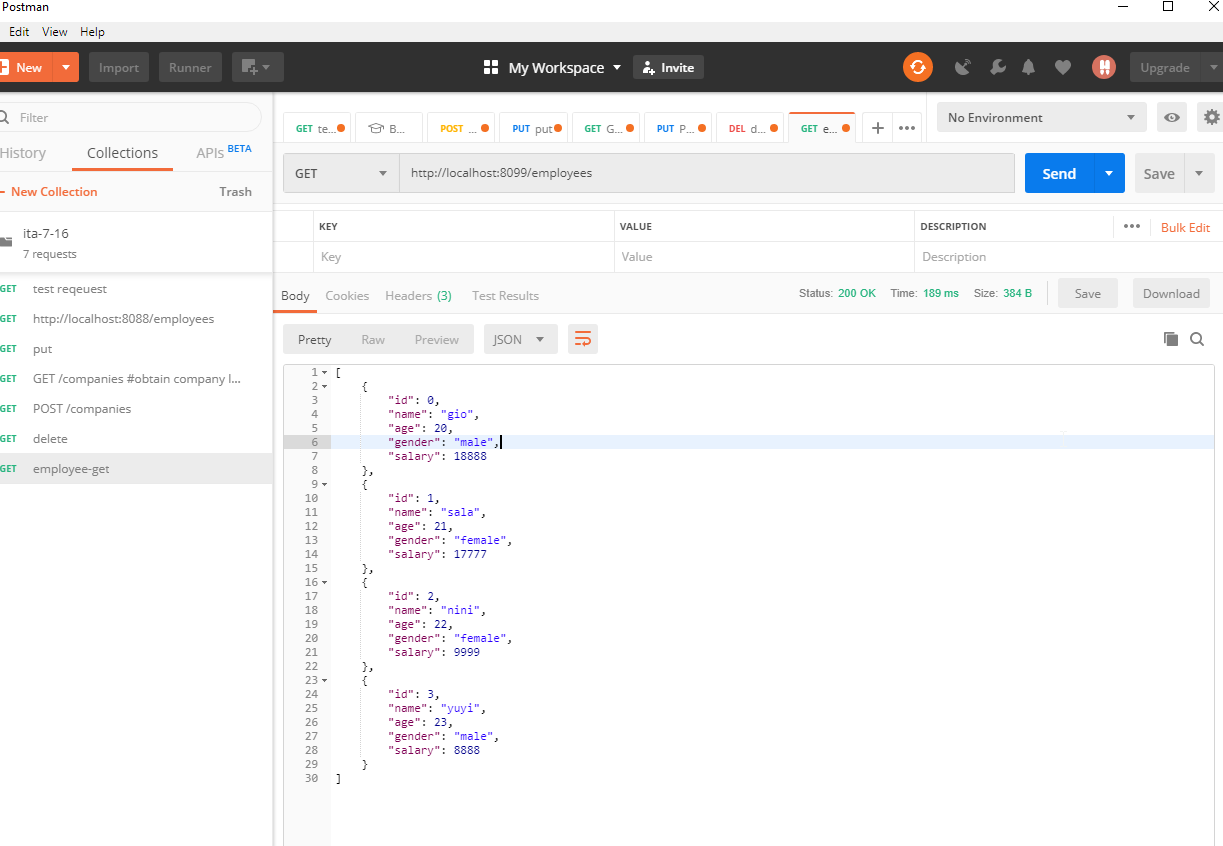 Postman
Edit View Help
New Import Runner My Workspace Invite Upgrade
Filter
History Collections APIs BETA
New Collection Trash
ita-7-16
7 requests
GET test reqeuest
GET http://localhost:8088/employees
GET put
GET GET /companies #obtain company l...
GET POST /companies
GET delete
GET employee-get
GET te... B... POST ... PUT put GET G... PUT P... DEL d... GET e... + ••• No Environment
GET http://localhost:8099/employees Send Save
KEY VALUE DESCRIPTION ••• Bulk Edit
Key Value Description
Body Cookies Headers (3) Test Results Status: 200 OK Time: 189 ms Size: 384 B Save Download
Pretty Raw Preview JSON
1 [
2 {
3 "id": 0,
4 "name": "gio",
5 "age": 20,
6 "gender": "male",
7 "salary": 18888
8 },
9 {
10 "id": 1,
11 "name": "sala",
12 "age": 21,
13 "gender": "female",
14 "salary": 17777
15 },
16 {
17 "id": 2,
18 "name": "nini",
19 "age": 22,
20 "gender": "female",
21 "salary": 9999
22 },
23 {
24 "id": 3,
25 "name": "yuyi",
26 "age": 23,
27 "gender": "male",
28 "salary": 8888
29 }
30 ]